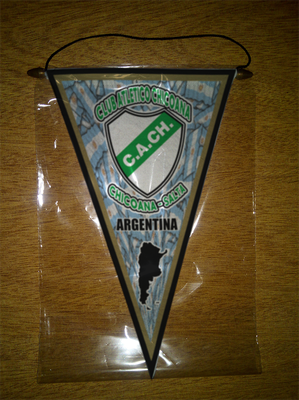 CLUB ATLETICO CHICOANA
C.A.CH.
CHICOANA - SALTA
ARGENTINA